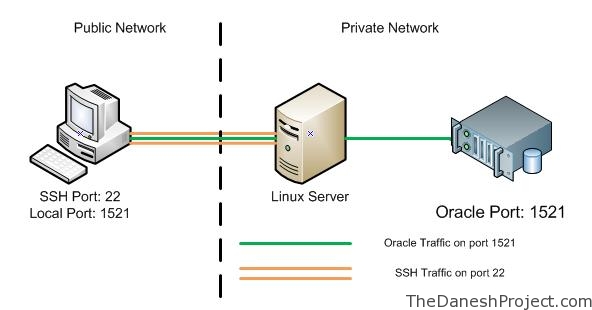 Public Network
Private Network
SSH Port: 22
Local Port: 1521
Linux Server
Oracle Port: 1521
Oracle Traffic on port 1521
SSH Traffic on port 22
TheDaneshProject.com